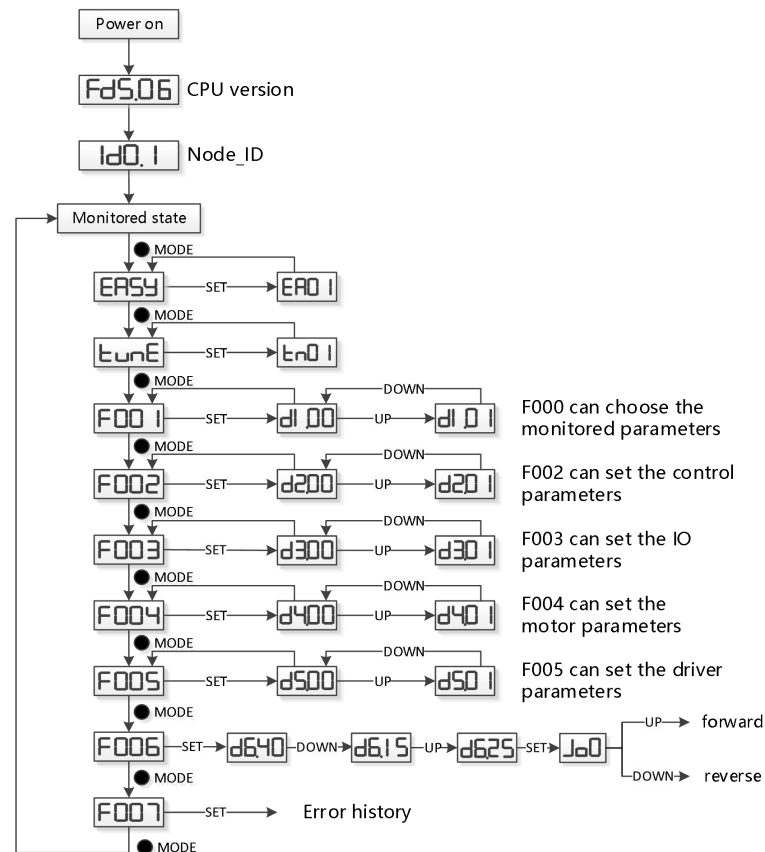 Power on
Fd5.06 CPU version
Id0.1 Node_ID
Monitored state
MODE
EASY SET EA01
MODE
tunE SET tn01
MODE
DOWN
F001 SET d1.00 UP d1.01
F000 can choose the
monitored parameters
MODE
DOWN
F002 SET d2.00 UP d2.01
F002 can set the control
parameters
MODE
DOWN
F003 SET d3.00 UP d3.01
F003 can set the IO
parameters
MODE
DOWN
F004 SET d4.00 UP d4.01
F004 can set the
motor parameters
MODE
DOWN
F005 SET d5.00 UP d5.01
F005 can set the driver
parameters
MODE
UP forward
F006 SET d6.40 DOWN d6.15 UP d6.25 SET Jo0
DOWN reverse
MODE
F007 SET Error history
MODE